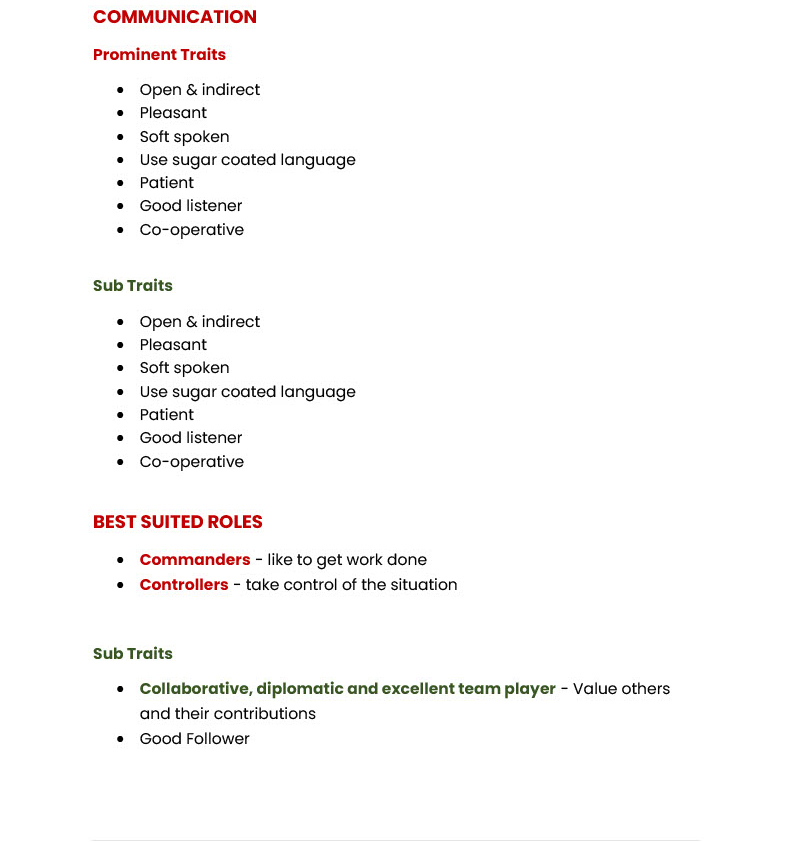 COMMUNICATION
Prominent Traits
• Open & indirect
• Pleasant
• Soft spoken
• Use sugar coated language
• Patient
• Good listener
• Co-operative
Sub Traits
• Open & indirect
• Pleasant
• Soft spoken
• Use sugar coated language
• Patient
• Good listener
• Co-operative
BEST SUITED ROLES
• Commanders - like to get work done
• Controllers - take control of the situation
Sub Traits
• Collaborative, diplomatic and excellent team player - Value others
and their contributions
• Good Follower